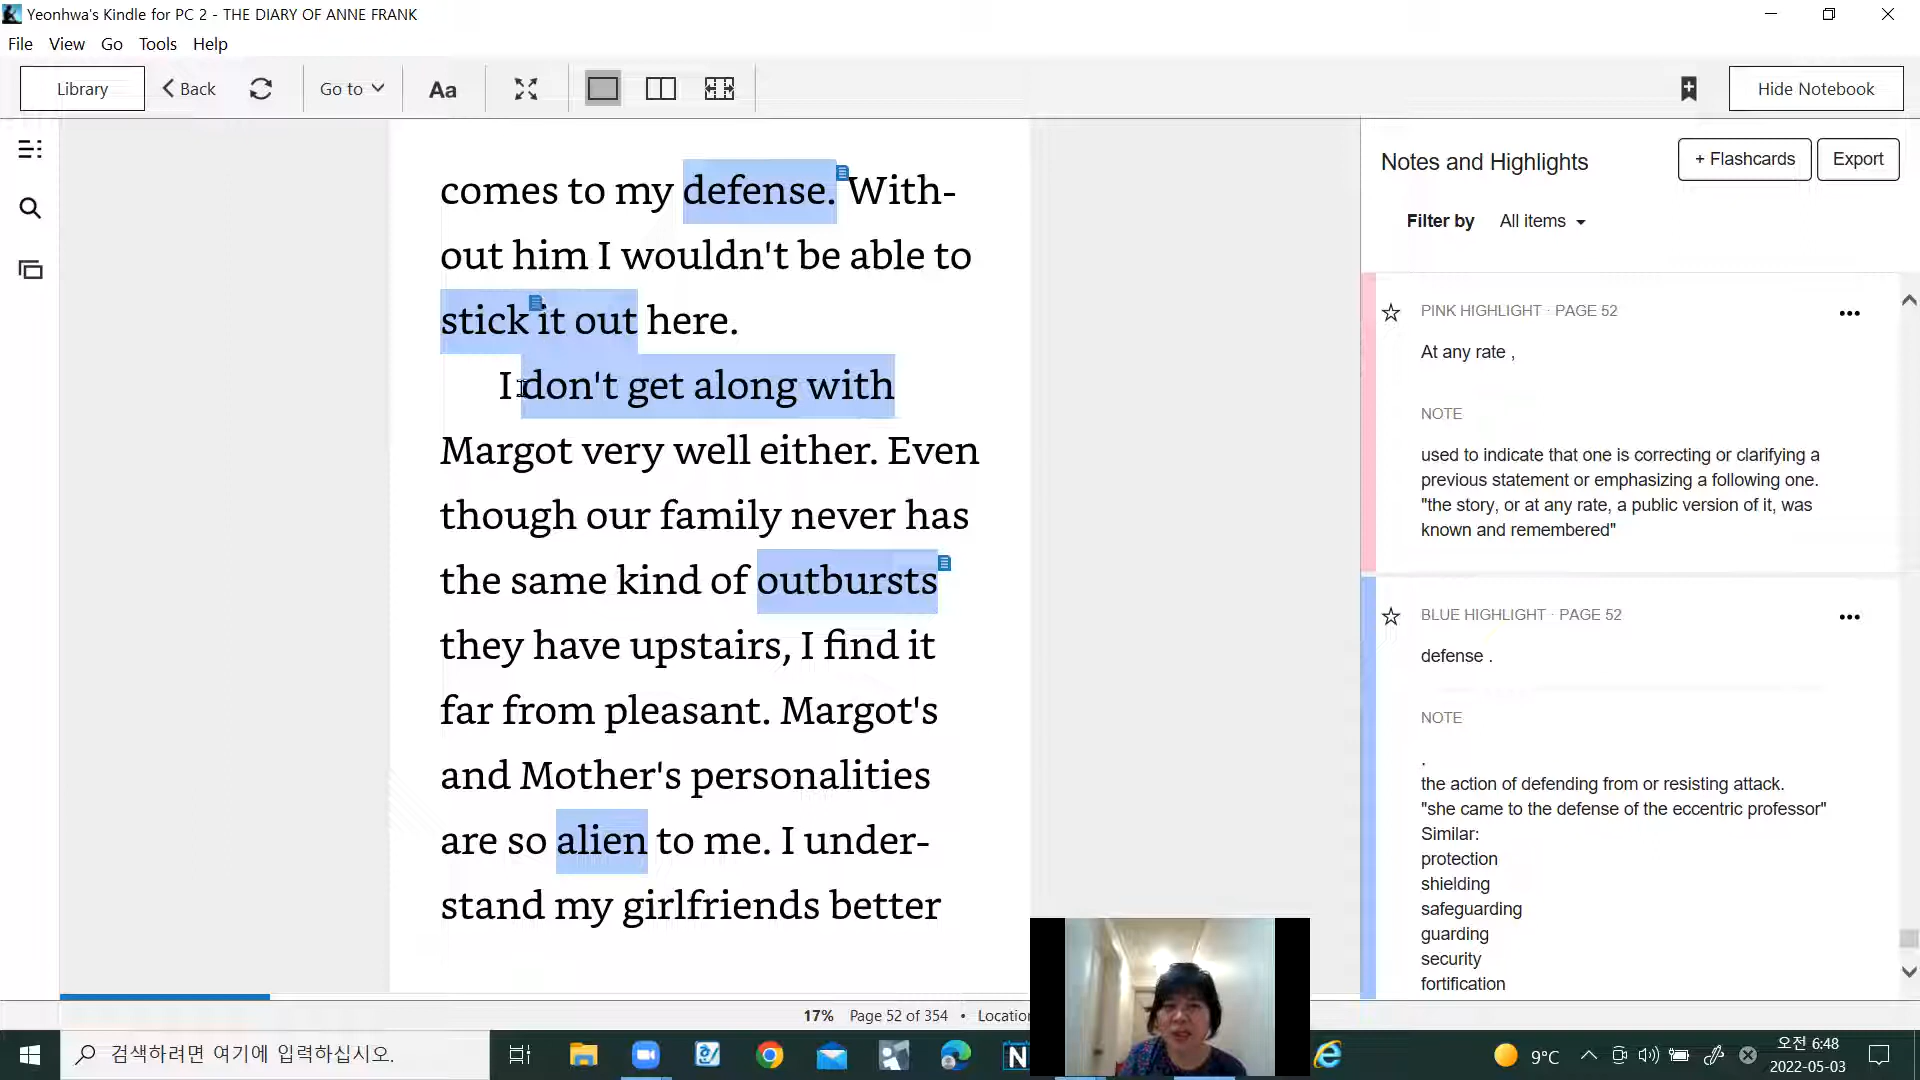 Yeonhwa's Kindle for PC 2 - THE DIARY OF ANNE FRANK
File View Go Tools Help
Library Back Go to Aa Hide Notebook
comes to my defense. With-
out him I wouldn't be able to
stick it out here.
I don't get along with
Margot very well either. Even
though our family never has
the same kind of outbursts
they have upstairs, I find it
far from pleasant. Margot's
and Mother's personalities
are so alien to me. I under-
stand my girlfriends better
Notes and Highlights + Flashcards Export
Filter by All items
PINK HIGHLIGHT · PAGE 52
At any rate ,
NOTE
used to indicate that one is correcting or clarifying a
previous statement or emphasizing a following one.
"the story, or at any rate, a public version of it, was
known and remembered"
BLUE HIGHLIGHT · PAGE 52
defense .
NOTE
.
the action of defending from or resisting attack.
"she came to the defense of the eccentric professor"
Similar:
protection
shielding
safeguarding
guarding
security
fortification
17% Page 52 of 354 • Location
검색하려면 여기에 입력하십시오.
9°C
오전 6:48
2022-05-03